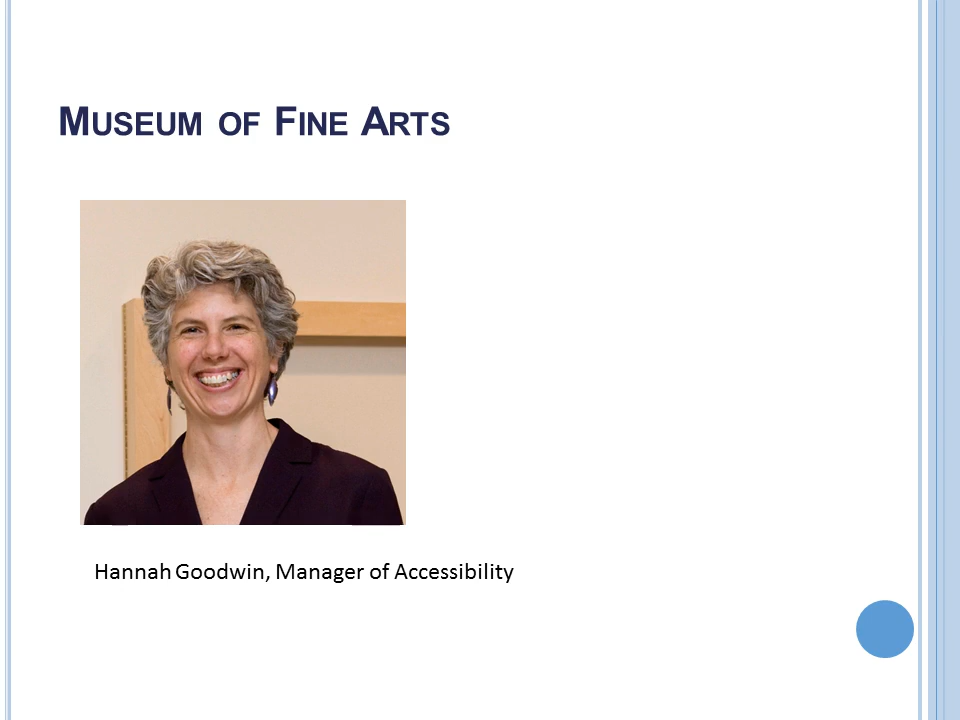 Museum of Fine Arts
Hannah Goodwin, Manager of Accessibility